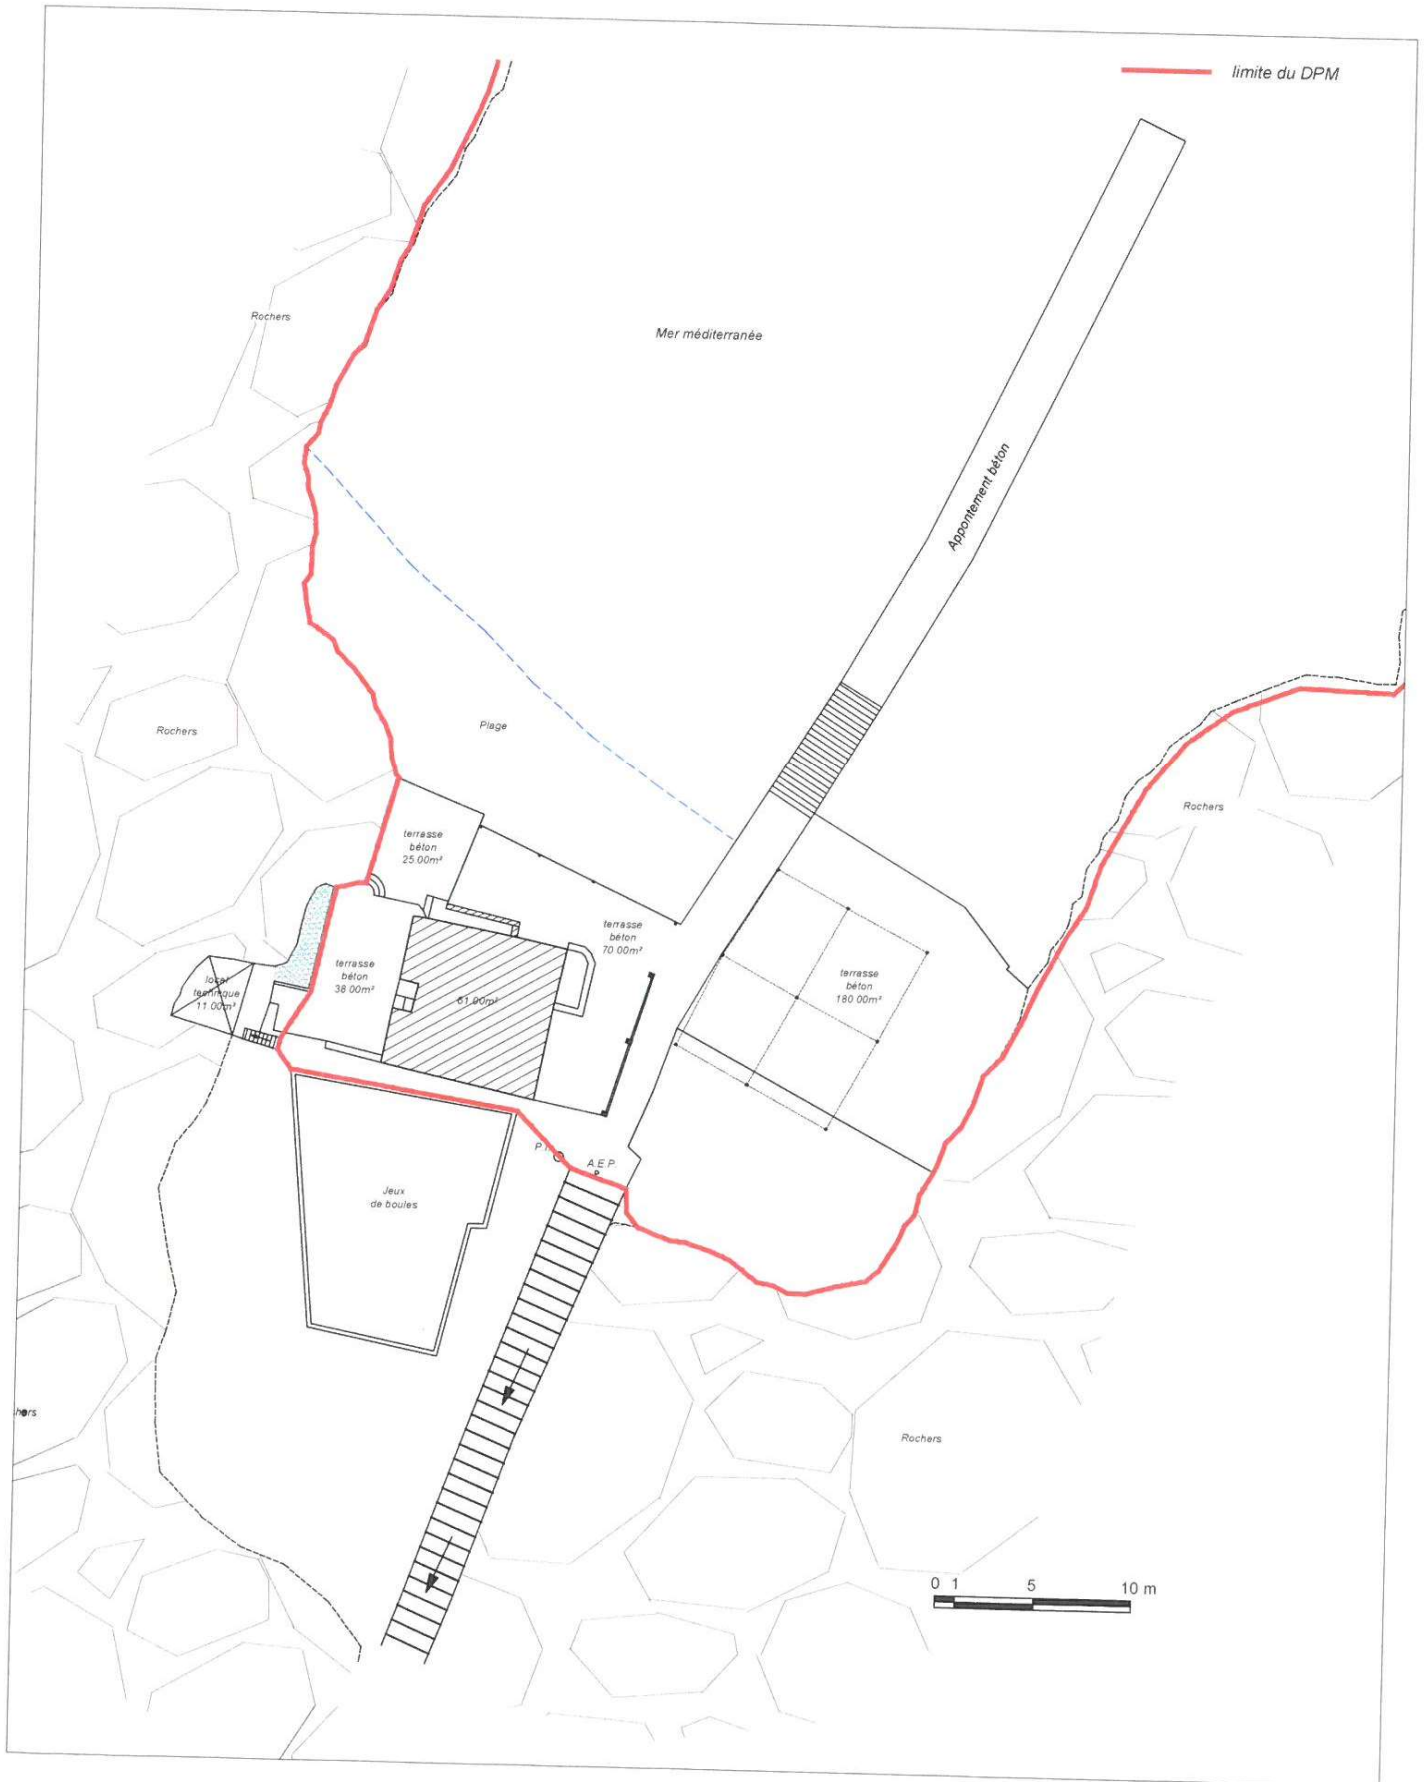 limite du DPM
Rochers
Mer méditerranée
Appontement béton
Rochers
Plage
Rochers
terrasse
béton
25.00m²
terrasse
béton
70.00m²
terrasse
béton
38.00m²
local
technique
11.00m²
61.00m²
terrasse
béton
180.00m²
A.E.P.
Jeux
de boules
hers
Rochers
0 1 5 10 m